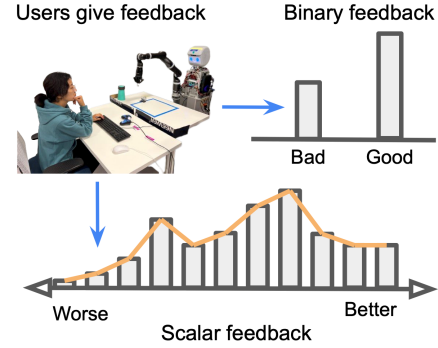 Users give feedback
Binary feedback
Bad
Good
Worse
Better
Scalar feedback